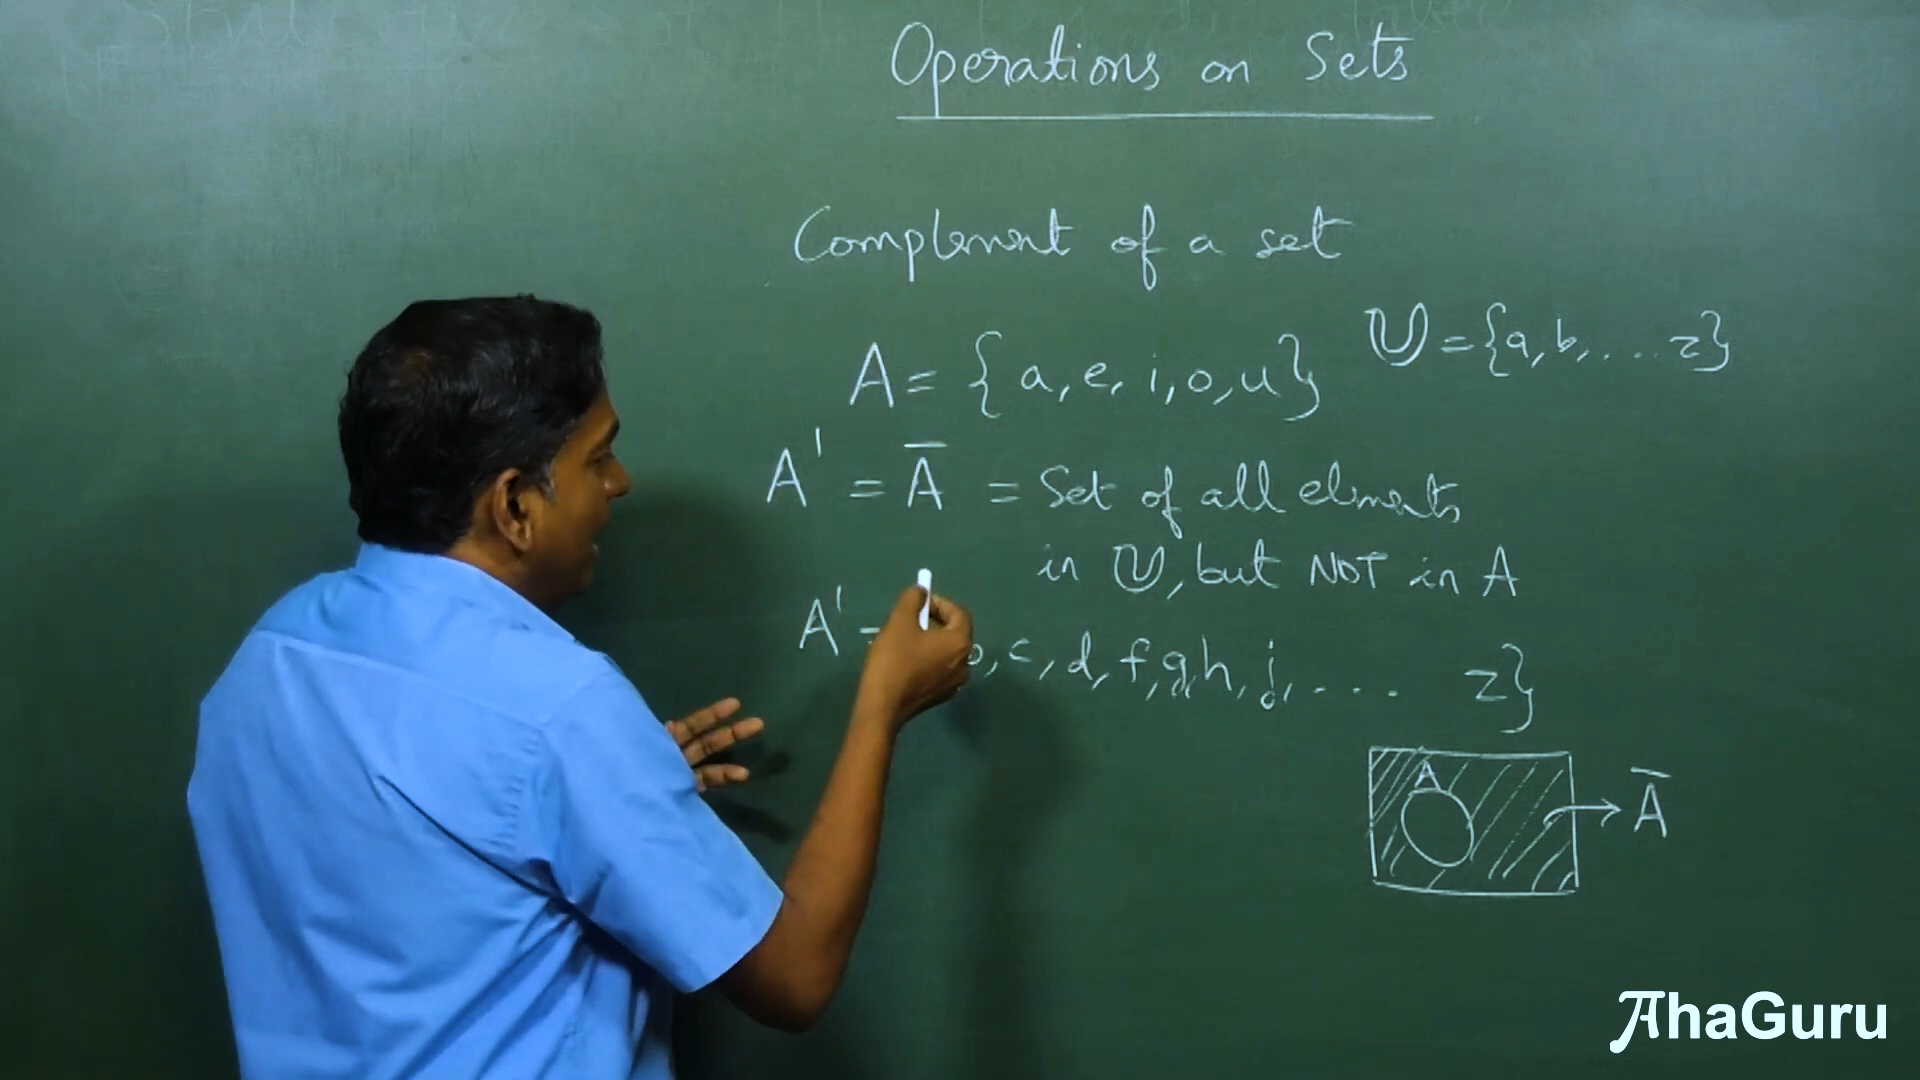 Operations on Sets
Complement of a set
A = {a, e, i, o, u}
U = {a, b, . . . z}
A' = A̅ = Set of all elements
in U, but NOT in A
A' = , c, d, f, g, h, j, . . . . z}
A
A̅
AhaGuru